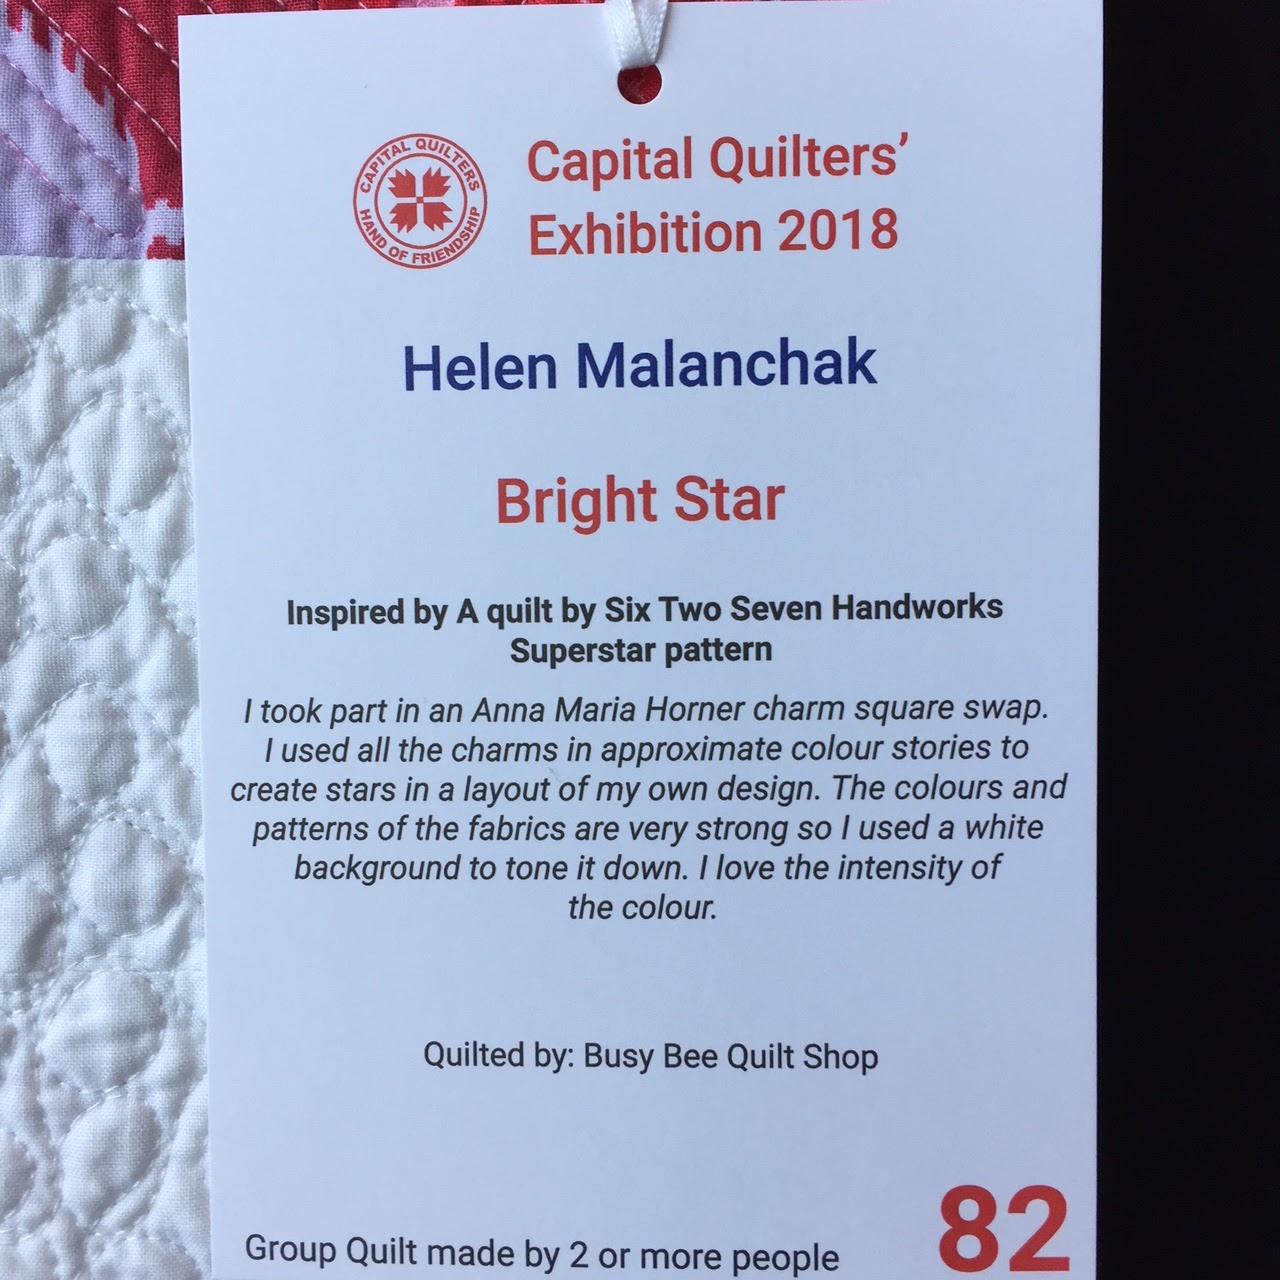 CAPITAL QUILTERS
HAND OF FRIENDSHIP
Capital Quilters’
Exhibition 2018
Helen Malanchak
Bright Star
Inspired by A quilt by Six Two Seven Handworks
Superstar pattern
I took part in an Anna Maria Horner charm square swap.
I used all the charms in approximate colour stories to
create stars in a layout of my own design. The colours and
patterns of the fabrics are very strong so I used a white
background to tone it down. I love the intensity of
the colour.
Quilted by: Busy Bee Quilt Shop
Group Quilt made by 2 or more people
82